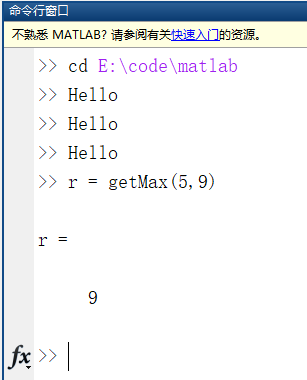 命令行窗口
不熟悉 MATLAB? 请参阅有关快速入门的资源。
>> cd E:\code\matlab
>> Hello
>> Hello
>> Hello
>> r = getMax(5,9)
r =
9
fx >>